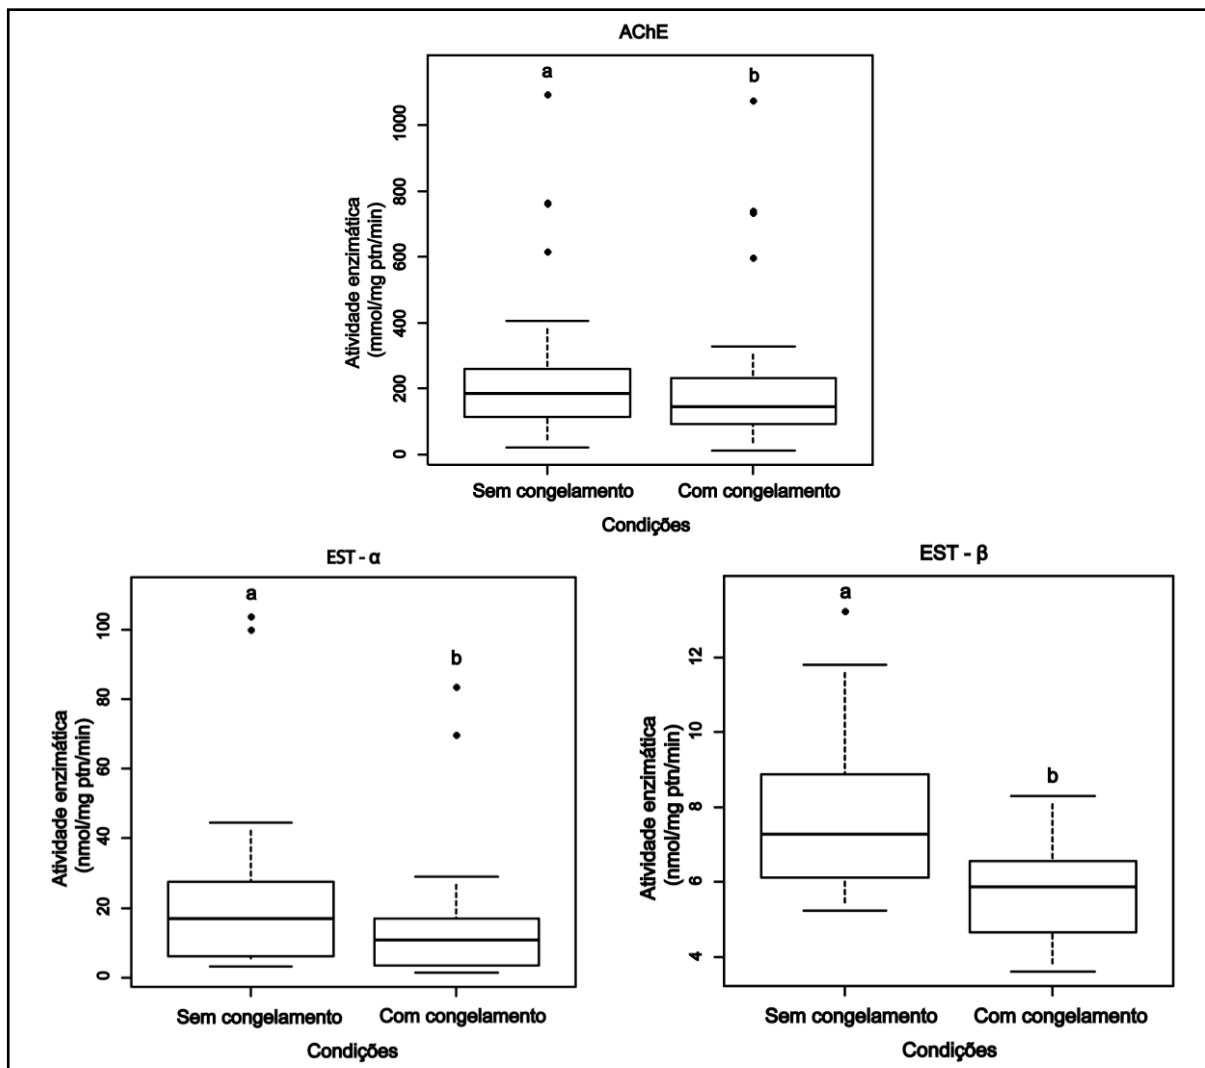 AChE
a
b
Atividade enzimática
(mmol/mg ptn/min)
1000
800
600
400
200
0
Sem congelamento
Com congelamento
Condições
EST - α
a
b
Atividade enzimática
(nmol/mg ptn/min)
100
80
60
40
20
0
Sem congelamento
Com congelamento
Condições
EST - β
a
b
Atividade enzimática
(nmol/mg ptn/min)
12
10
8
6
4
Sem congelamento
Com congelamento
Condições